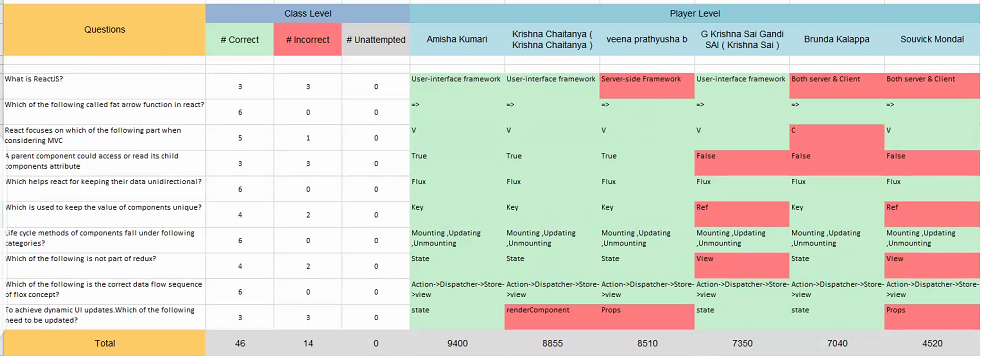 Questions Class Level Player Level
# Correct # Incorrect # Unattempted Amisha Kumari Krishna Chaitanya ( Krishna Chaitanya ) veena prathyusha b G Krishna Sai Gandi SAI ( Krishna Sai ) Brunda Kalappa Souvick Mondal
What is ReactJS? 3 3 0 User-interface framework User-interface framework Server-side Framework User-interface framework Both server & Client Both server & Client
Which of the following called fat arrow function in react? 6 0 0 => => => => => =>
React focuses on which of the following part when considering MVC 5 1 0 V V V V C V
A parent component could access or read its child components attribute 3 3 0 True True True False False False
Which helps react for keeping their data unidirectional? 6 0 0 Flux Flux Flux Flux Flux Flux
Which is used to keep the value of components unique? 4 2 0 Key Key Key Ref Key Ref
Life cycle methods of components fall under following categories? 6 0 0 Mounting ,Updating ,Unmounting Mounting ,Updating ,Unmounting Mounting ,Updating ,Unmounting Mounting ,Updating ,Unmounting Mounting ,Updating ,Unmounting Mounting ,Updating ,Unmounting
Which of the following is not part of redux? 4 2 0 State State State View State View
Which of the following is the correct data flow sequence of flox concept? 6 0 0 Action->Dispatcher->Store->view Action->Dispatcher->Store->view Action->Dispatcher->Store->view Action->Dispatcher->Store->view Action->Dispatcher->Store->view Action->Dispatcher->Store->view
To achieve dynamic UI updates.Which of the following need to be updated? 3 3 0 state renderComponent Props state state Props
Total 46 14 0 9400 8855 8510 7350 7040 4520